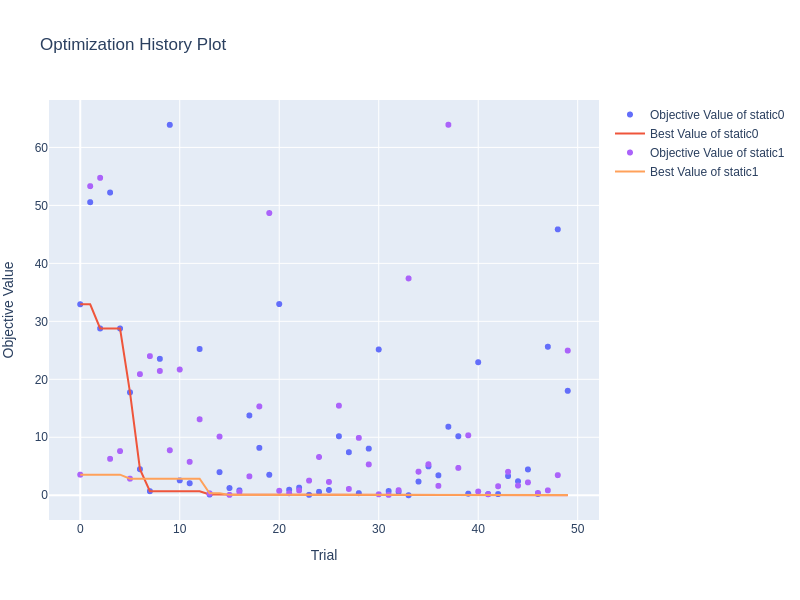 Optimization History Plot
Objective Value of static0
Best Value of static0
Objective Value of static1
Best Value of static1
60
50
40
30
20
10
0
Objective Value
0 10 20 30 40 50
Trial